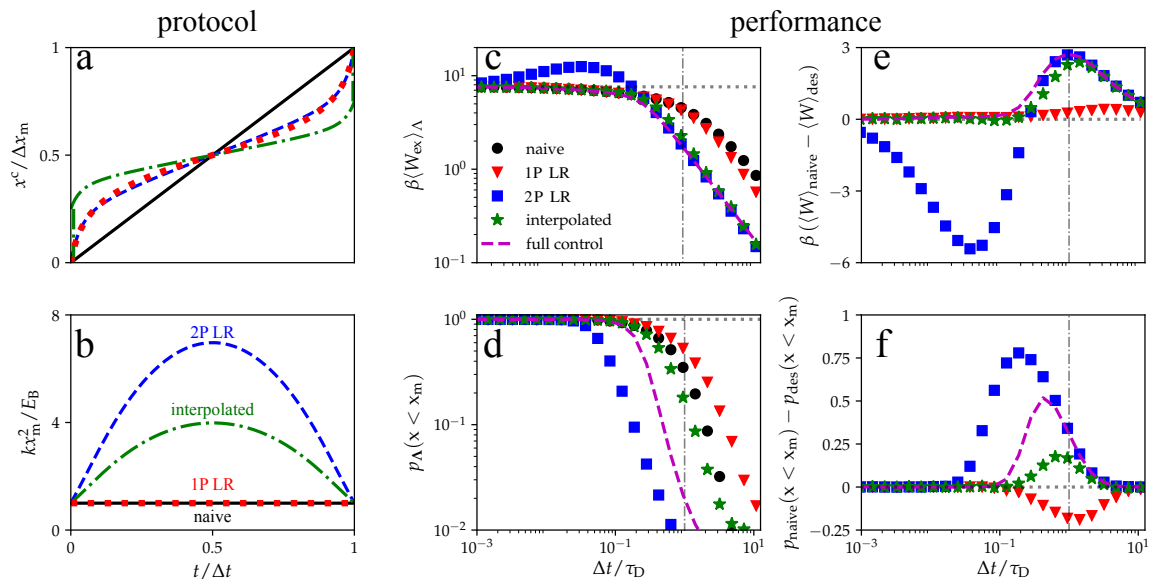 protocol
performance
a
1
0.5
0
x^c/Δx_m
b
8
4
0
kx_m^2/E_B
2P LR
interpolated
1P LR
naive
0
0.5
1
t/Δt
c
10^1
10^0
10^-1
β⟨W_ex⟩_Λ
naive
1P LR
2P LR
interpolated
full control
d
10^0
10^-1
10^-2
p_Λ(x < x_m)
10^-3
10^-1
10^1
Δt/τ_D
e
3
0
-3
-6
β(⟨W⟩_naive − ⟨W⟩_des)
f
1
0.75
0.5
0.25
0
-0.25
p_naive(x < x_m) − p_des(x < x_m)
10^-3
10^-1
10^1
Δt/τ_D